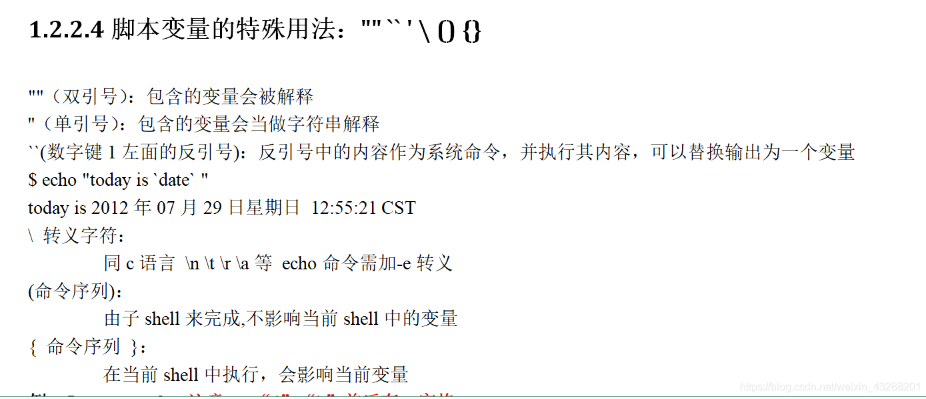 1.2.2.4 脚本变量的特殊用法：""``'\ () {}
""（双引号）：包含的变量会被解释
''（单引号）：包含的变量会当做字符串解释
``(数字键 1 左面的反引号)：反引号中的内容作为系统命令，并执行其内容，可以替换输出为一个变量
$ echo "today is `date` "
today is 2012 年 07 月 29 日星期日 12:55:21 CST
\ 转义字符：
同 c 语言 \n \t \r \a 等 echo 命令需加-e 转义
(命令序列)：
由子 shell 来完成,不影响当前 shell 中的变量
{ 命令序列 }：
在当前 shell 中执行，会影响当前变量
https://blog.csdn.net/weixin_43288201